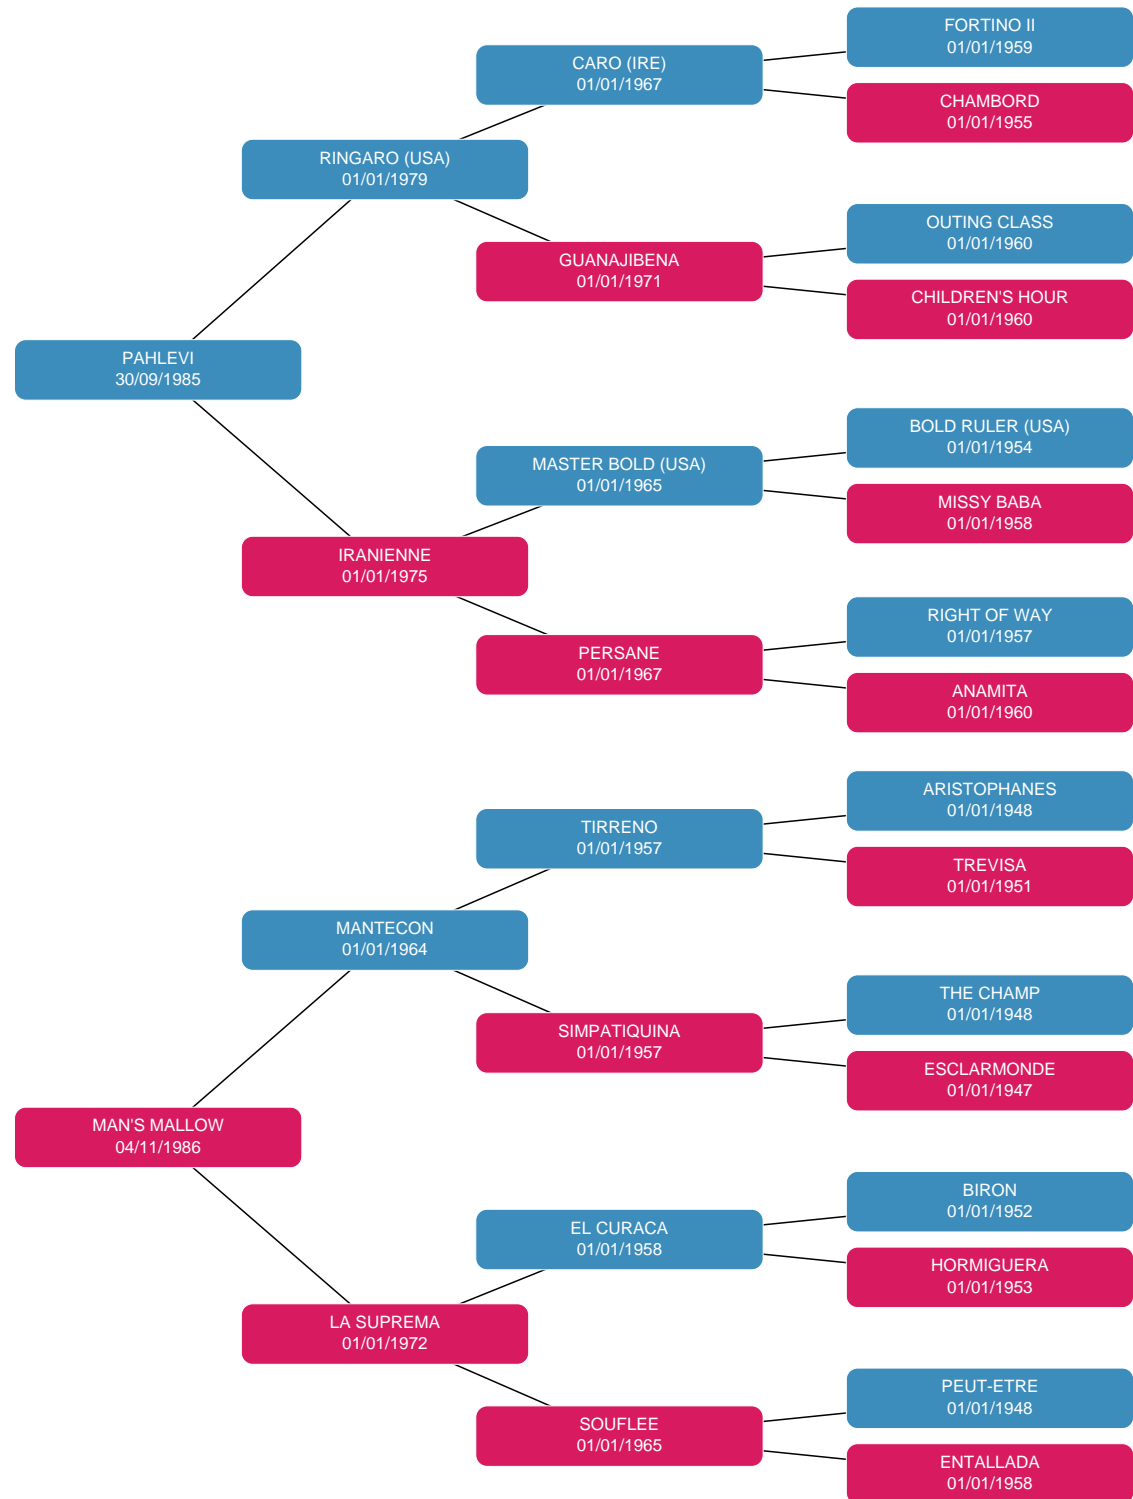 FORTINO II
01/01/1959
CARO (IRE)
01/01/1967
CHAMBORD
01/01/1955
RINGARO (USA)
01/01/1979
OUTING CLASS
01/01/1960
GUANAJIBENA
01/01/1971
CHILDREN'S HOUR
01/01/1960
PAHLEVI
30/09/1985
BOLD RULER (USA)
01/01/1954
MASTER BOLD (USA)
01/01/1965
MISSY BABA
01/01/1958
IRANIENNE
01/01/1975
RIGHT OF WAY
01/01/1957
PERSANE
01/01/1967
ANAMITA
01/01/1960
ARISTOPHANES
01/01/1948
TIRRENO
01/01/1957
TREVISA
01/01/1951
MANTECON
01/01/1964
THE CHAMP
01/01/1948
SIMPATIQUINA
01/01/1957
ESCLARMONDE
01/01/1947
MAN'S MALLOW
04/11/1986
BIRON
01/01/1952
EL CURACA
01/01/1958
HORMIGUERA
01/01/1953
LA SUPREMA
01/01/1972
PEUT-ETRE
01/01/1948
SOUFLEE
01/01/1965
ENTALLADA
01/01/1958